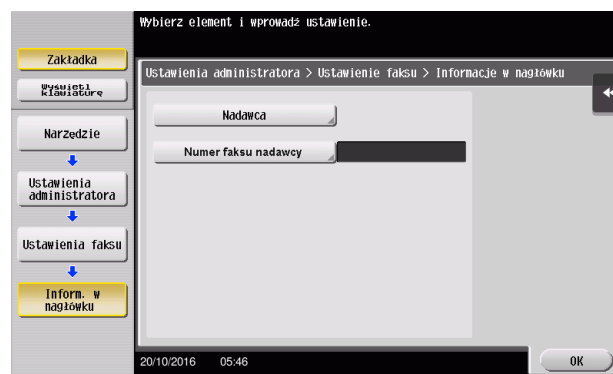 Wybierz element i wprowadź ustawienie.
Zakładka
Wyświetl
klawiaturę
Ustawienia administratora > Ustawienie faksu > Informacje w nagłówku
Nadawca
Numer faksu nadawcy
Narzędzie
Ustawienia
administratora
Ustawienia faksu
Inform. w
nagłówku
20/10/2016 05:46
OK